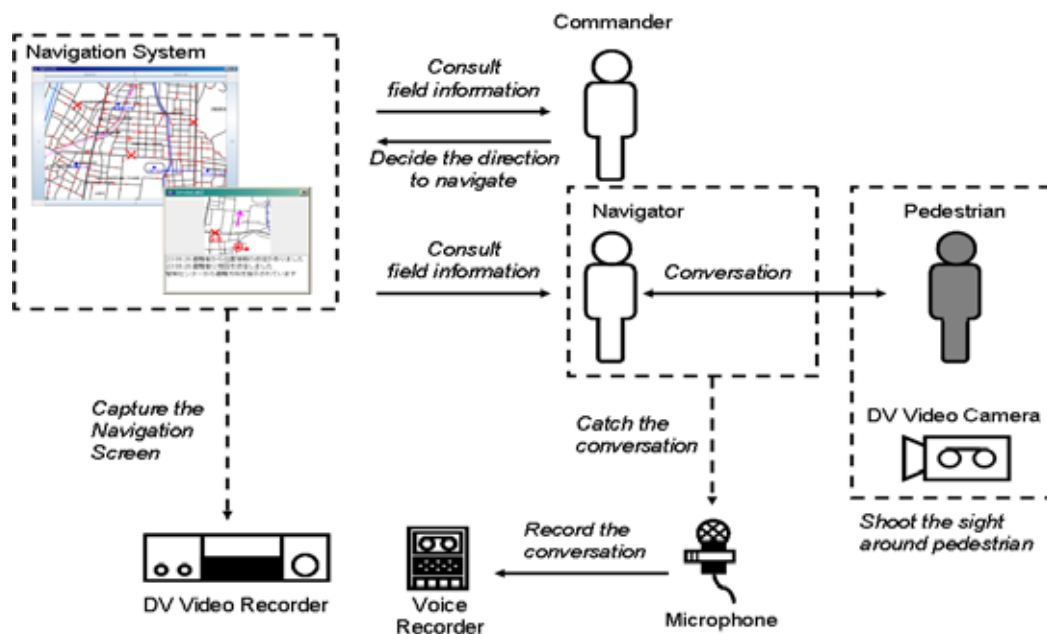 Commander
Navigation System
Consult
field information
Decide the direction
to navigate
Navigator
Pedestrian
Consult
field information
Conversation
Capture the
Navigation
Screen
Catch the
conversation
DV Video Camera
Shoot the sight
around pedestrian
Record the
conversation
DV Video Recorder
Voice
Recorder
Microphone